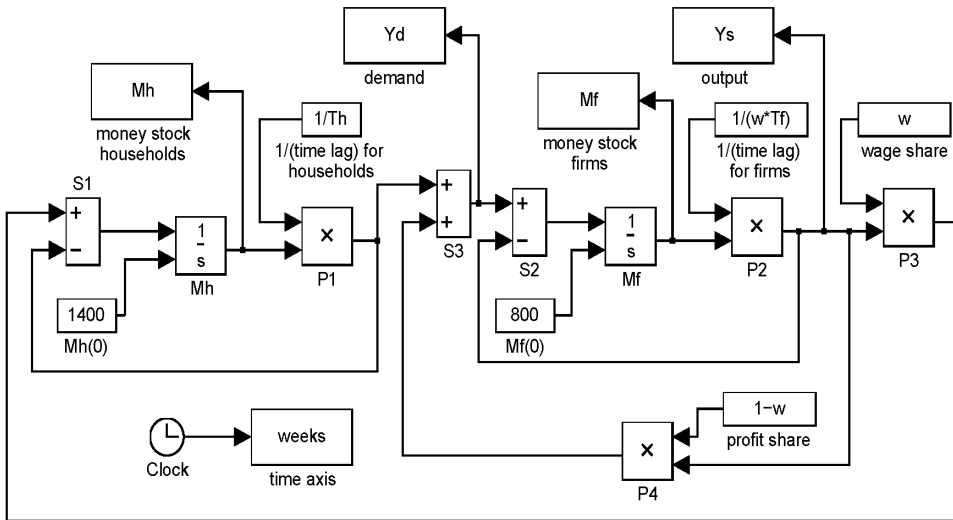 Yd
demand
Ys
output
Mh
money stock
households
1/Th
1/(time lag) for
households
Mf
money stock
firms
1/(w*Tf)
1/(time lag)
for firms
w
wage share
S1
+
−
1
s
Mh
1400
Mh(0)
×
P1
+
+
S3
+
−
S2
1
s
Mf
800
Mf(0)
×
P2
×
P3
Clock
weeks
time axis
×
P4
1−w
profit share